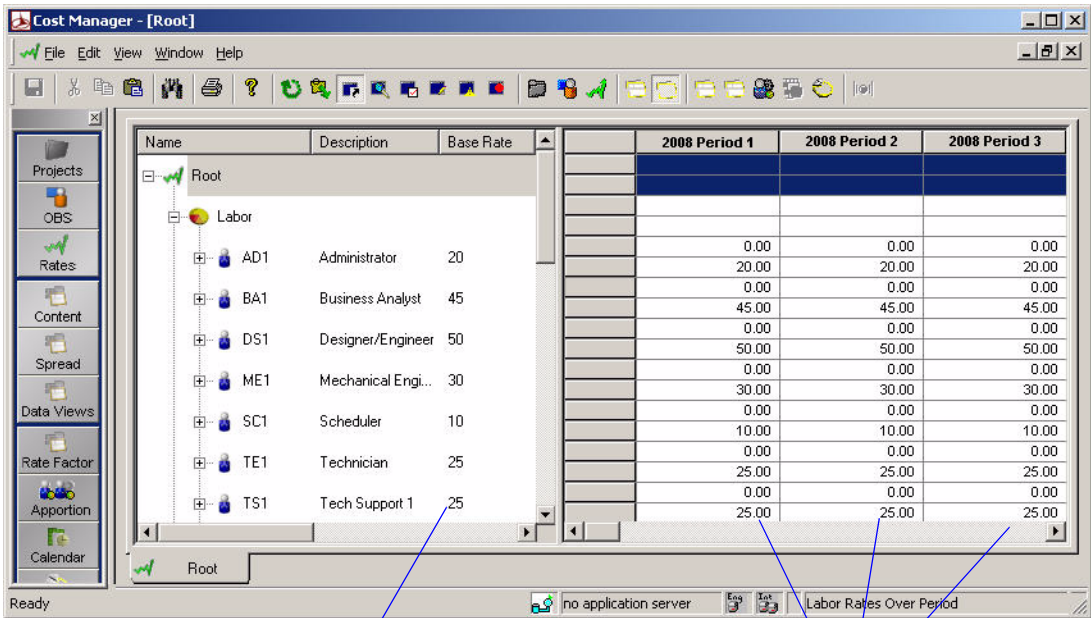 Cost Manager - [Root]
File Edit View Window Help
Projects
OBS
Rates
Content
Spread
Data Views
Rate Factor
Apportion
Calendar
Name Description Base Rate
Root
Labor
AD1 Administrator 20
BA1 Business Analyst 45
DS1 Designer/Engineer 50
ME1 Mechanical Engi... 30
SC1 Scheduler 10
TE1 Technician 25
TS1 Tech Support 1 25
2008 Period 1 2008 Period 2 2008 Period 3
0.00 0.00 0.00
20.00 20.00 20.00
0.00 0.00 0.00
45.00 45.00 45.00
0.00 0.00 0.00
50.00 50.00 50.00
0.00 0.00 0.00
30.00 30.00 30.00
0.00 0.00 0.00
10.00 10.00 10.00
0.00 0.00 0.00
25.00 25.00 25.00
0.00 0.00 0.00
25.00 25.00 25.00
Root
Ready no application server Eng Int Labor Rates Over Period